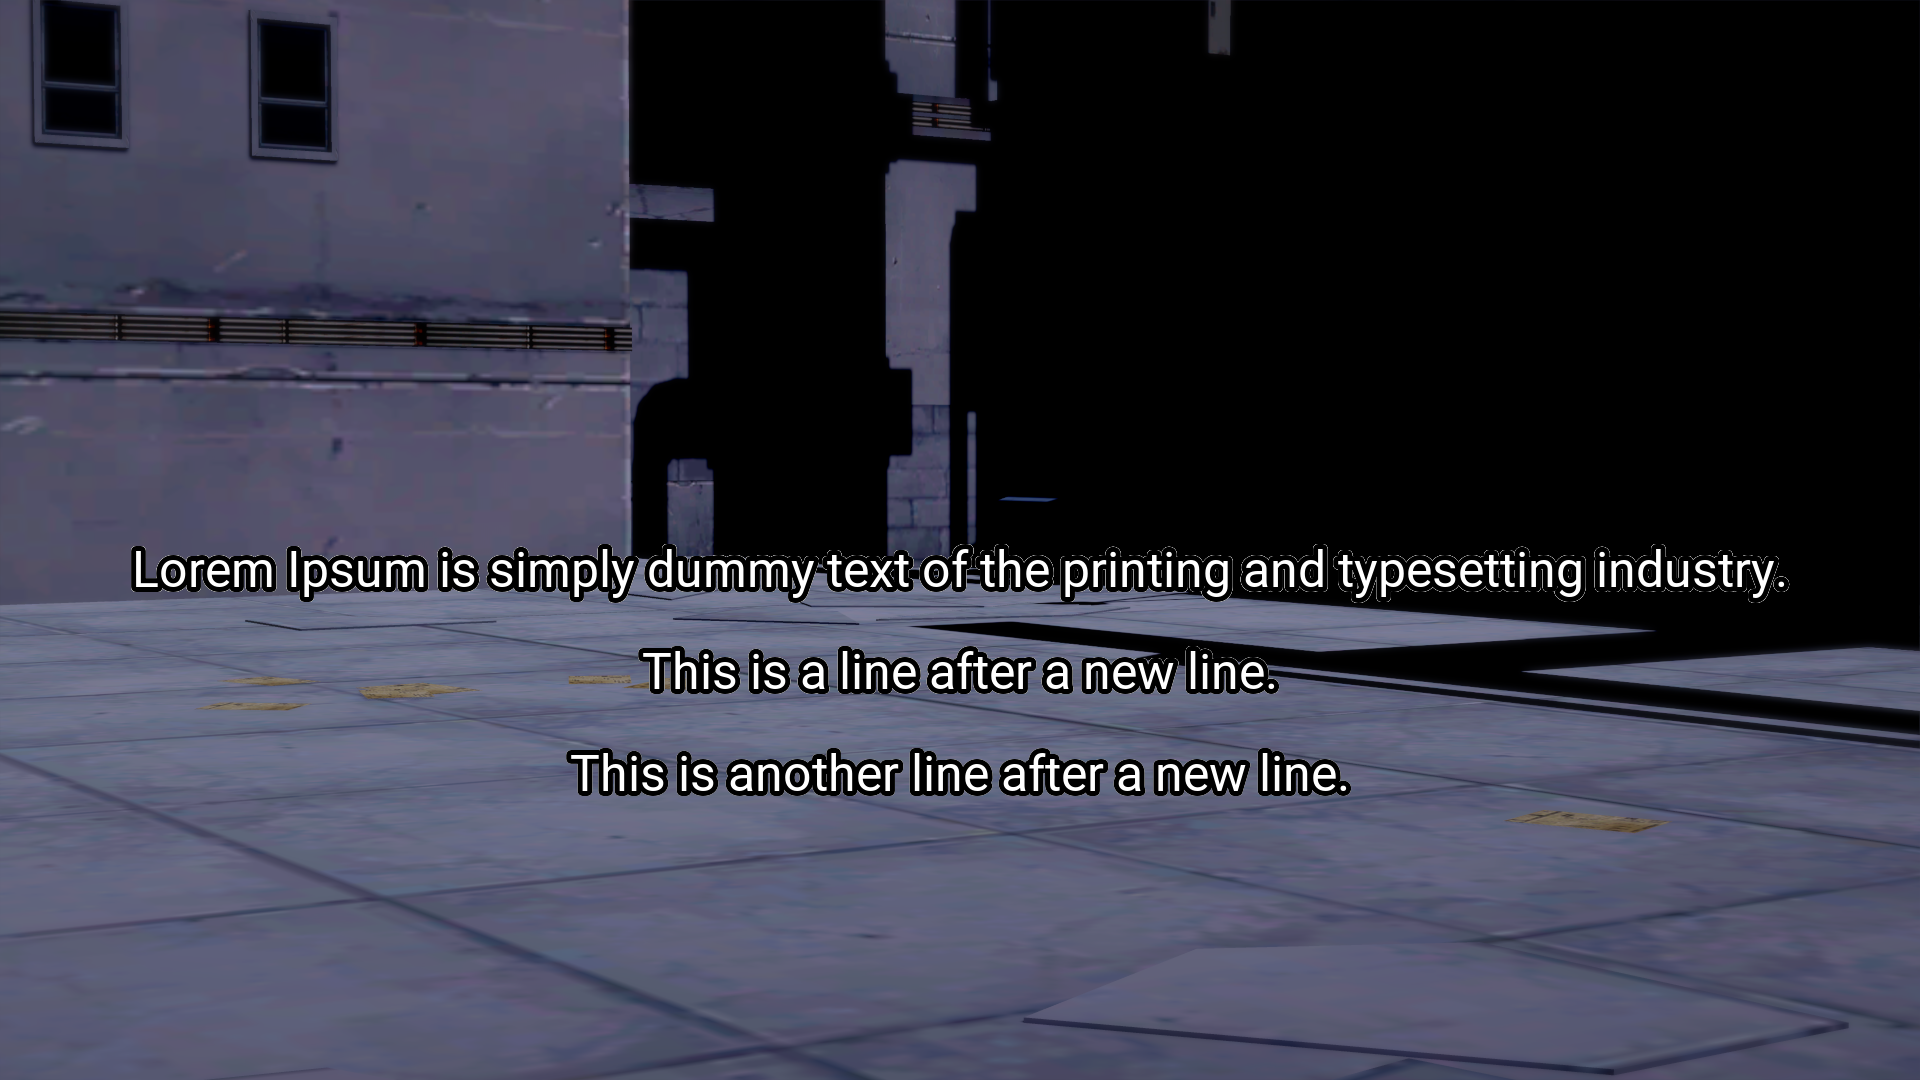 Lorem Ipsum is simply dummy text of the printing and typesetting industry.
This is a line after a new line.
This is another line after a new line.